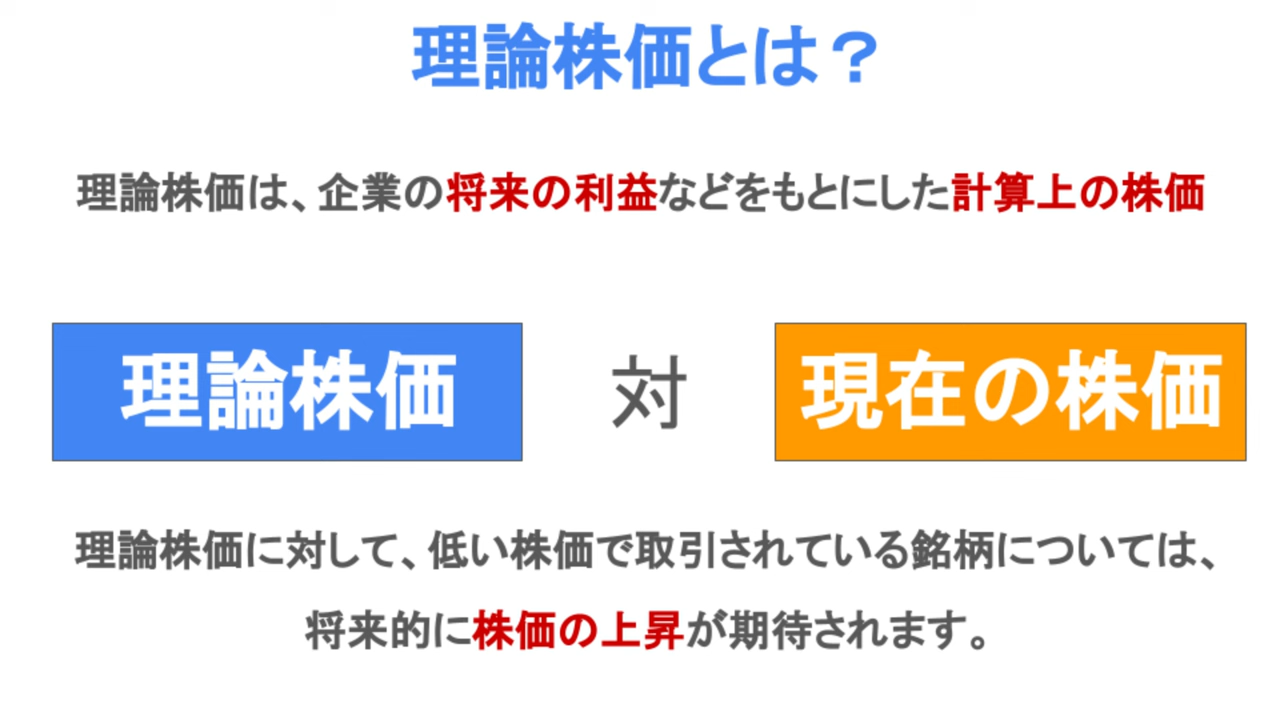 理論株価とは？
理論株価は、企業の将来の利益などをもとにした計算上の株価
理論株価 対 現在の株価
理論株価に対して、低い株価で取引されている銘柄については、
将来的に株価の上昇が期待されます。